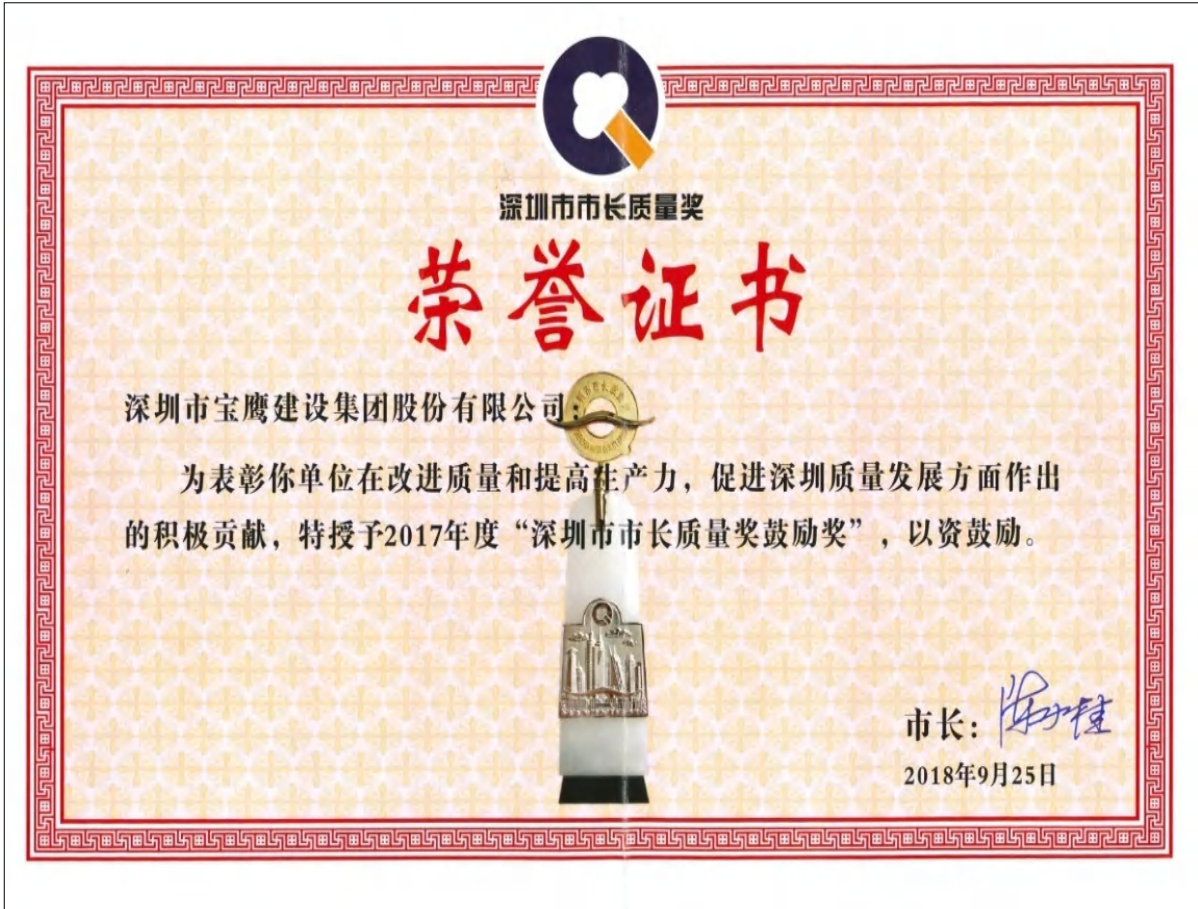 深圳市市长质量奖
荣誉证书
深圳市宝鹰建设集团股份有限公司：
为表彰你单位在改进质量和提高生产力，促进深圳质量发展方面作出
的积极贡献，特授予2017年度“深圳市市长质量奖鼓励奖”，以资鼓励。
市长：
2018年9月25日